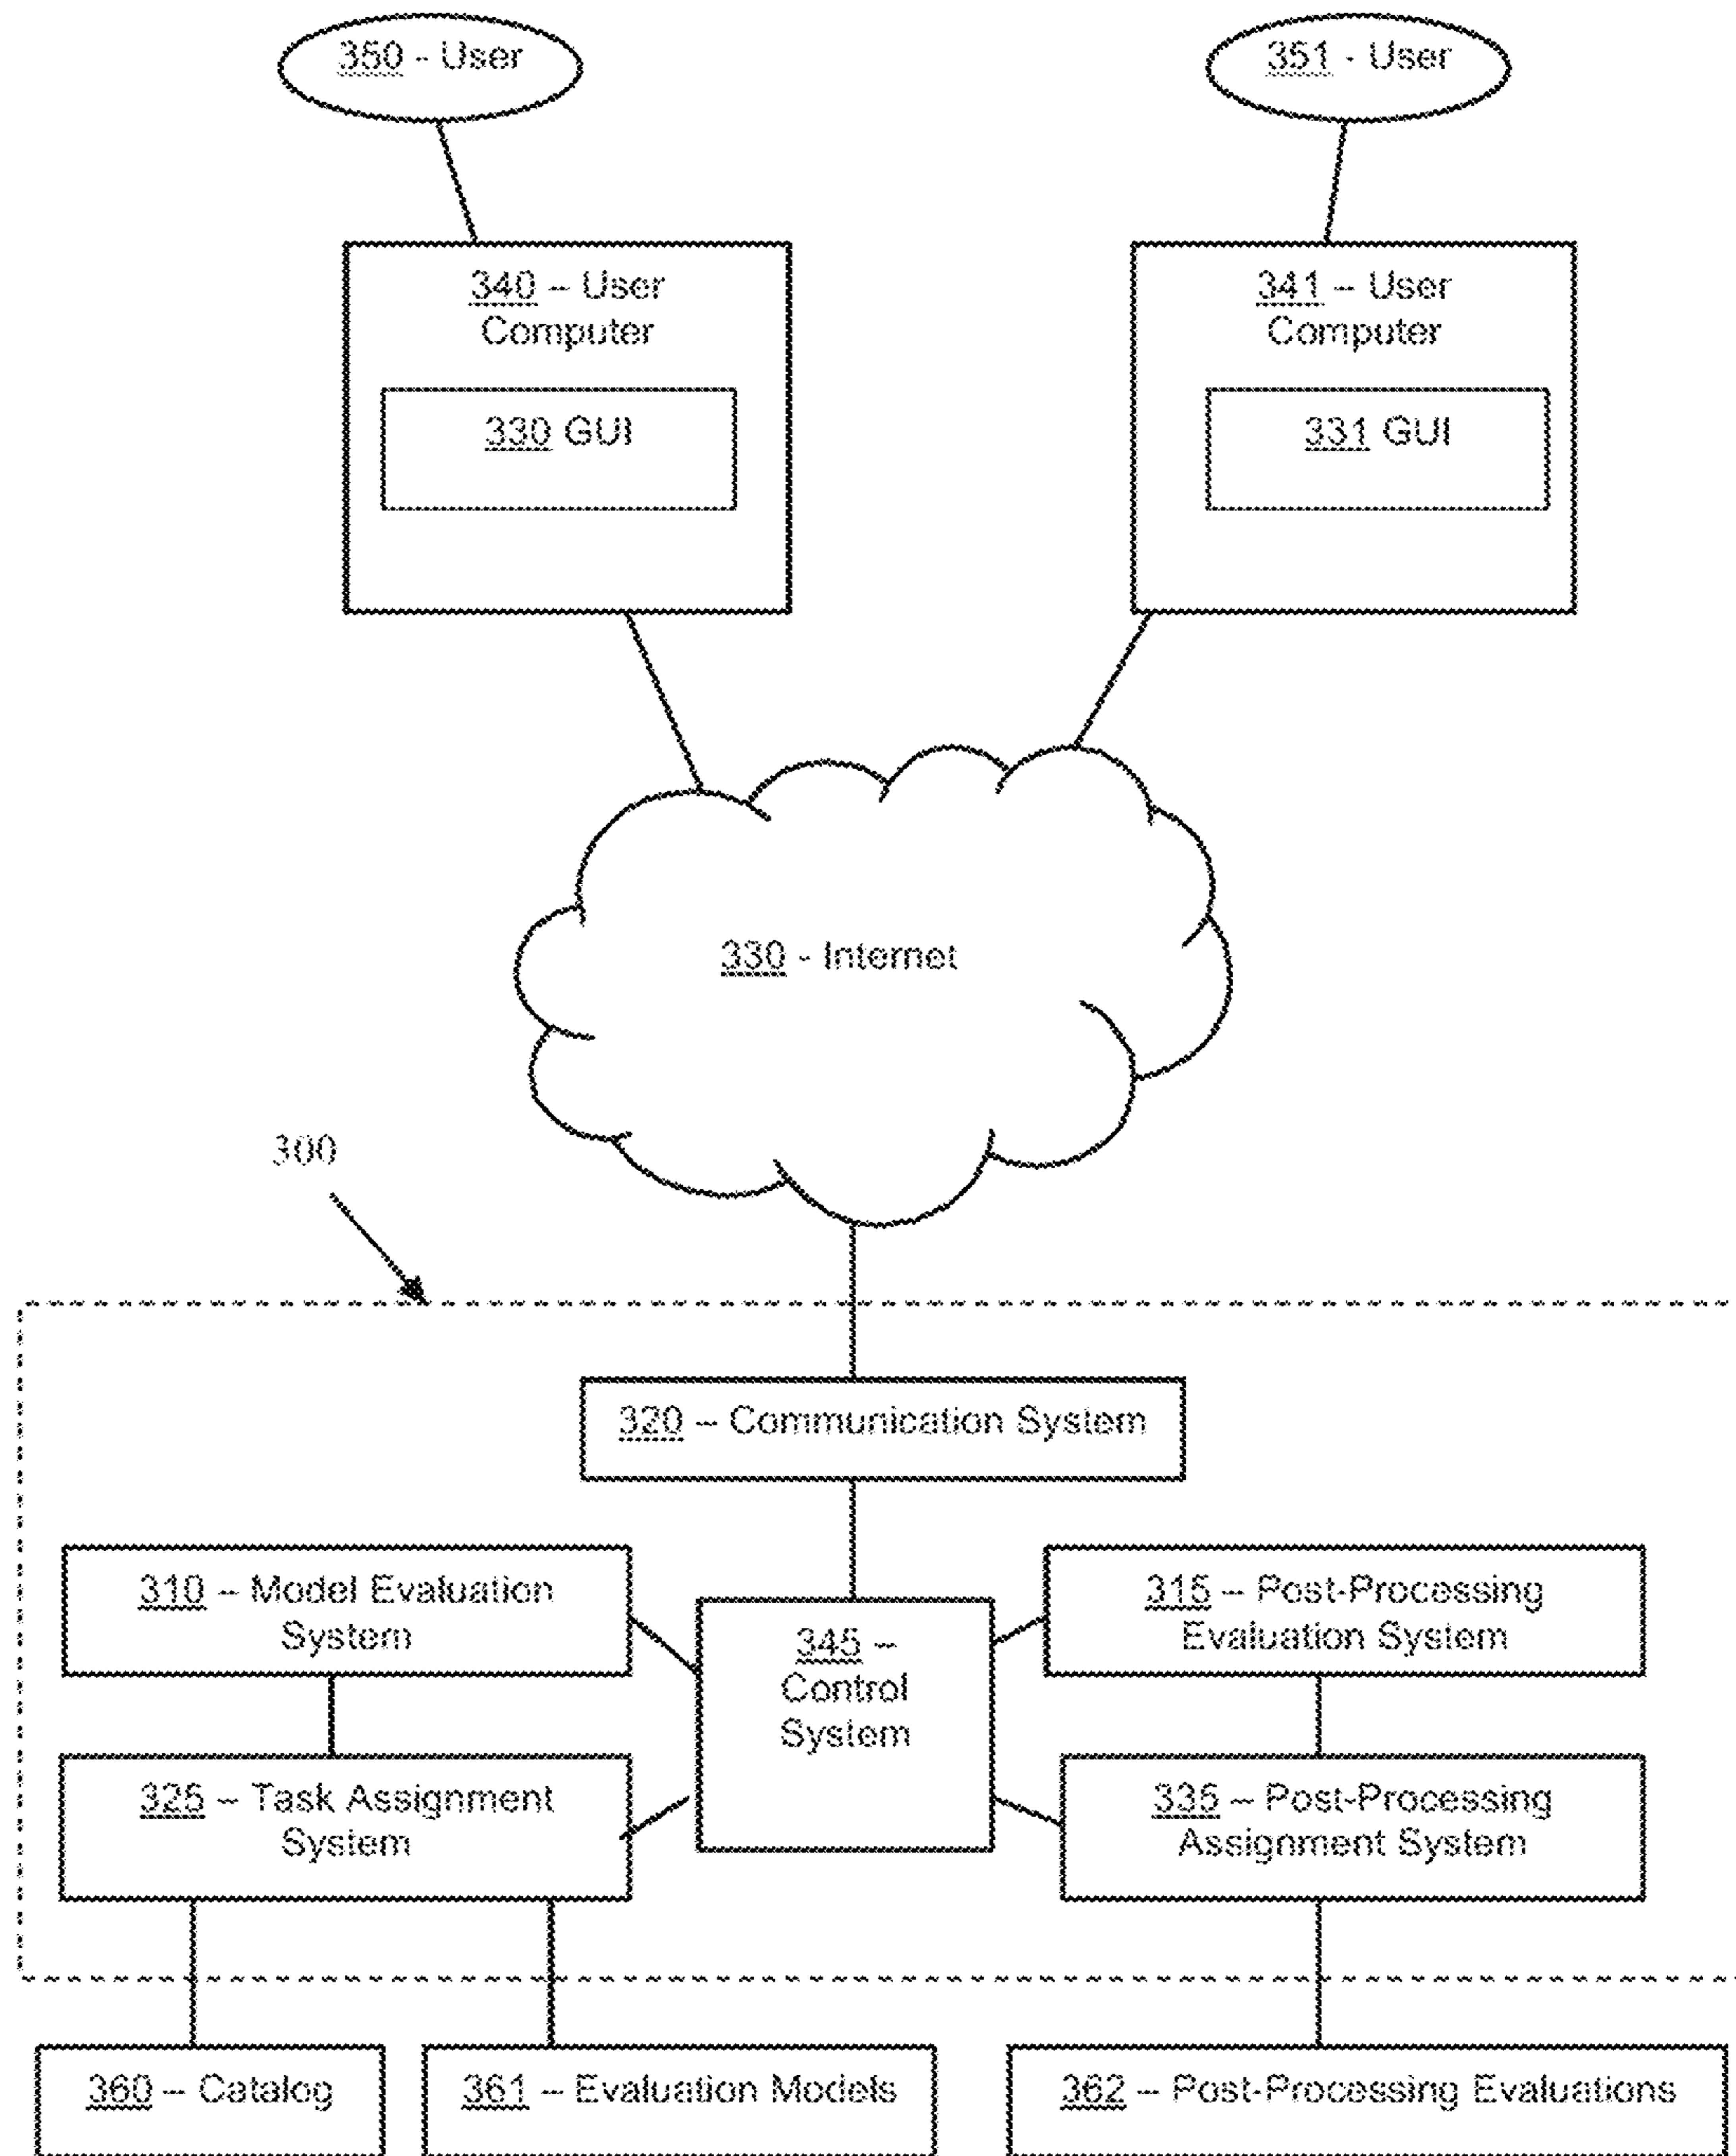 350 - User
351 - User
340 – User
Computer
330 GUI
341 – User
Computer
331 GUI
330 - Internet
300
320 – Communication System
310 – Model Evaluation
System
345 –
Control
System
315 – Post-Processing
Evaluation System
325 – Task Assignment
System
335 – Post-Processing
Assignment System
360 – Catalog
361 – Evaluation Models
362 – Post-Processing Evaluations